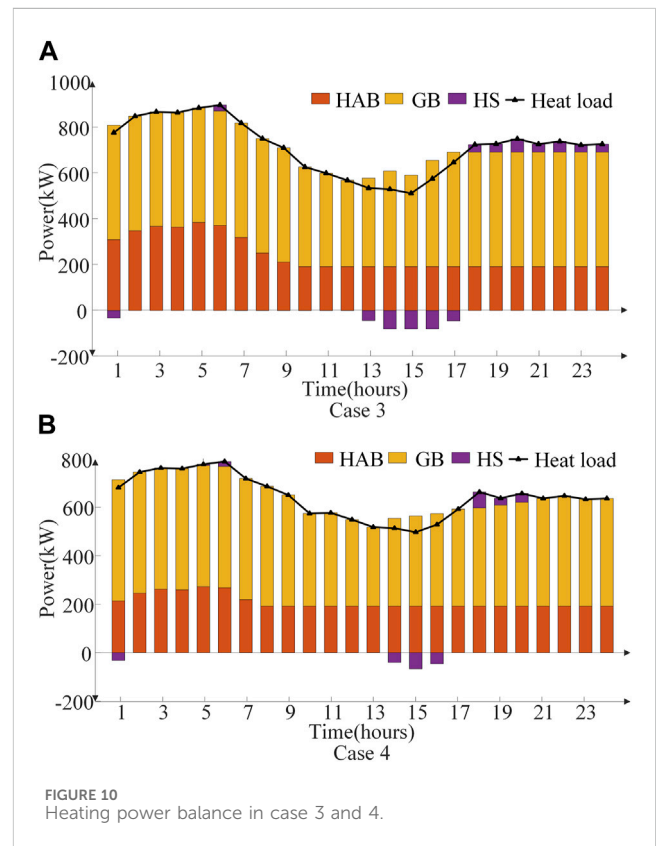 A
1000
HAB GB HS Heat load
800
600
400
200
0
-200
Power(kW)
1 3 5 7 9 11 13 15 17 19 21 23
Time(hours)
Case 3
B
800
HAB GB HS Heat load
600
400
200
0
-200
Power(kW)
1 3 5 7 9 11 13 15 17 19 21 23
Time(hours)
Case 4
FIGURE 10
Heating power balance in case 3 and 4.